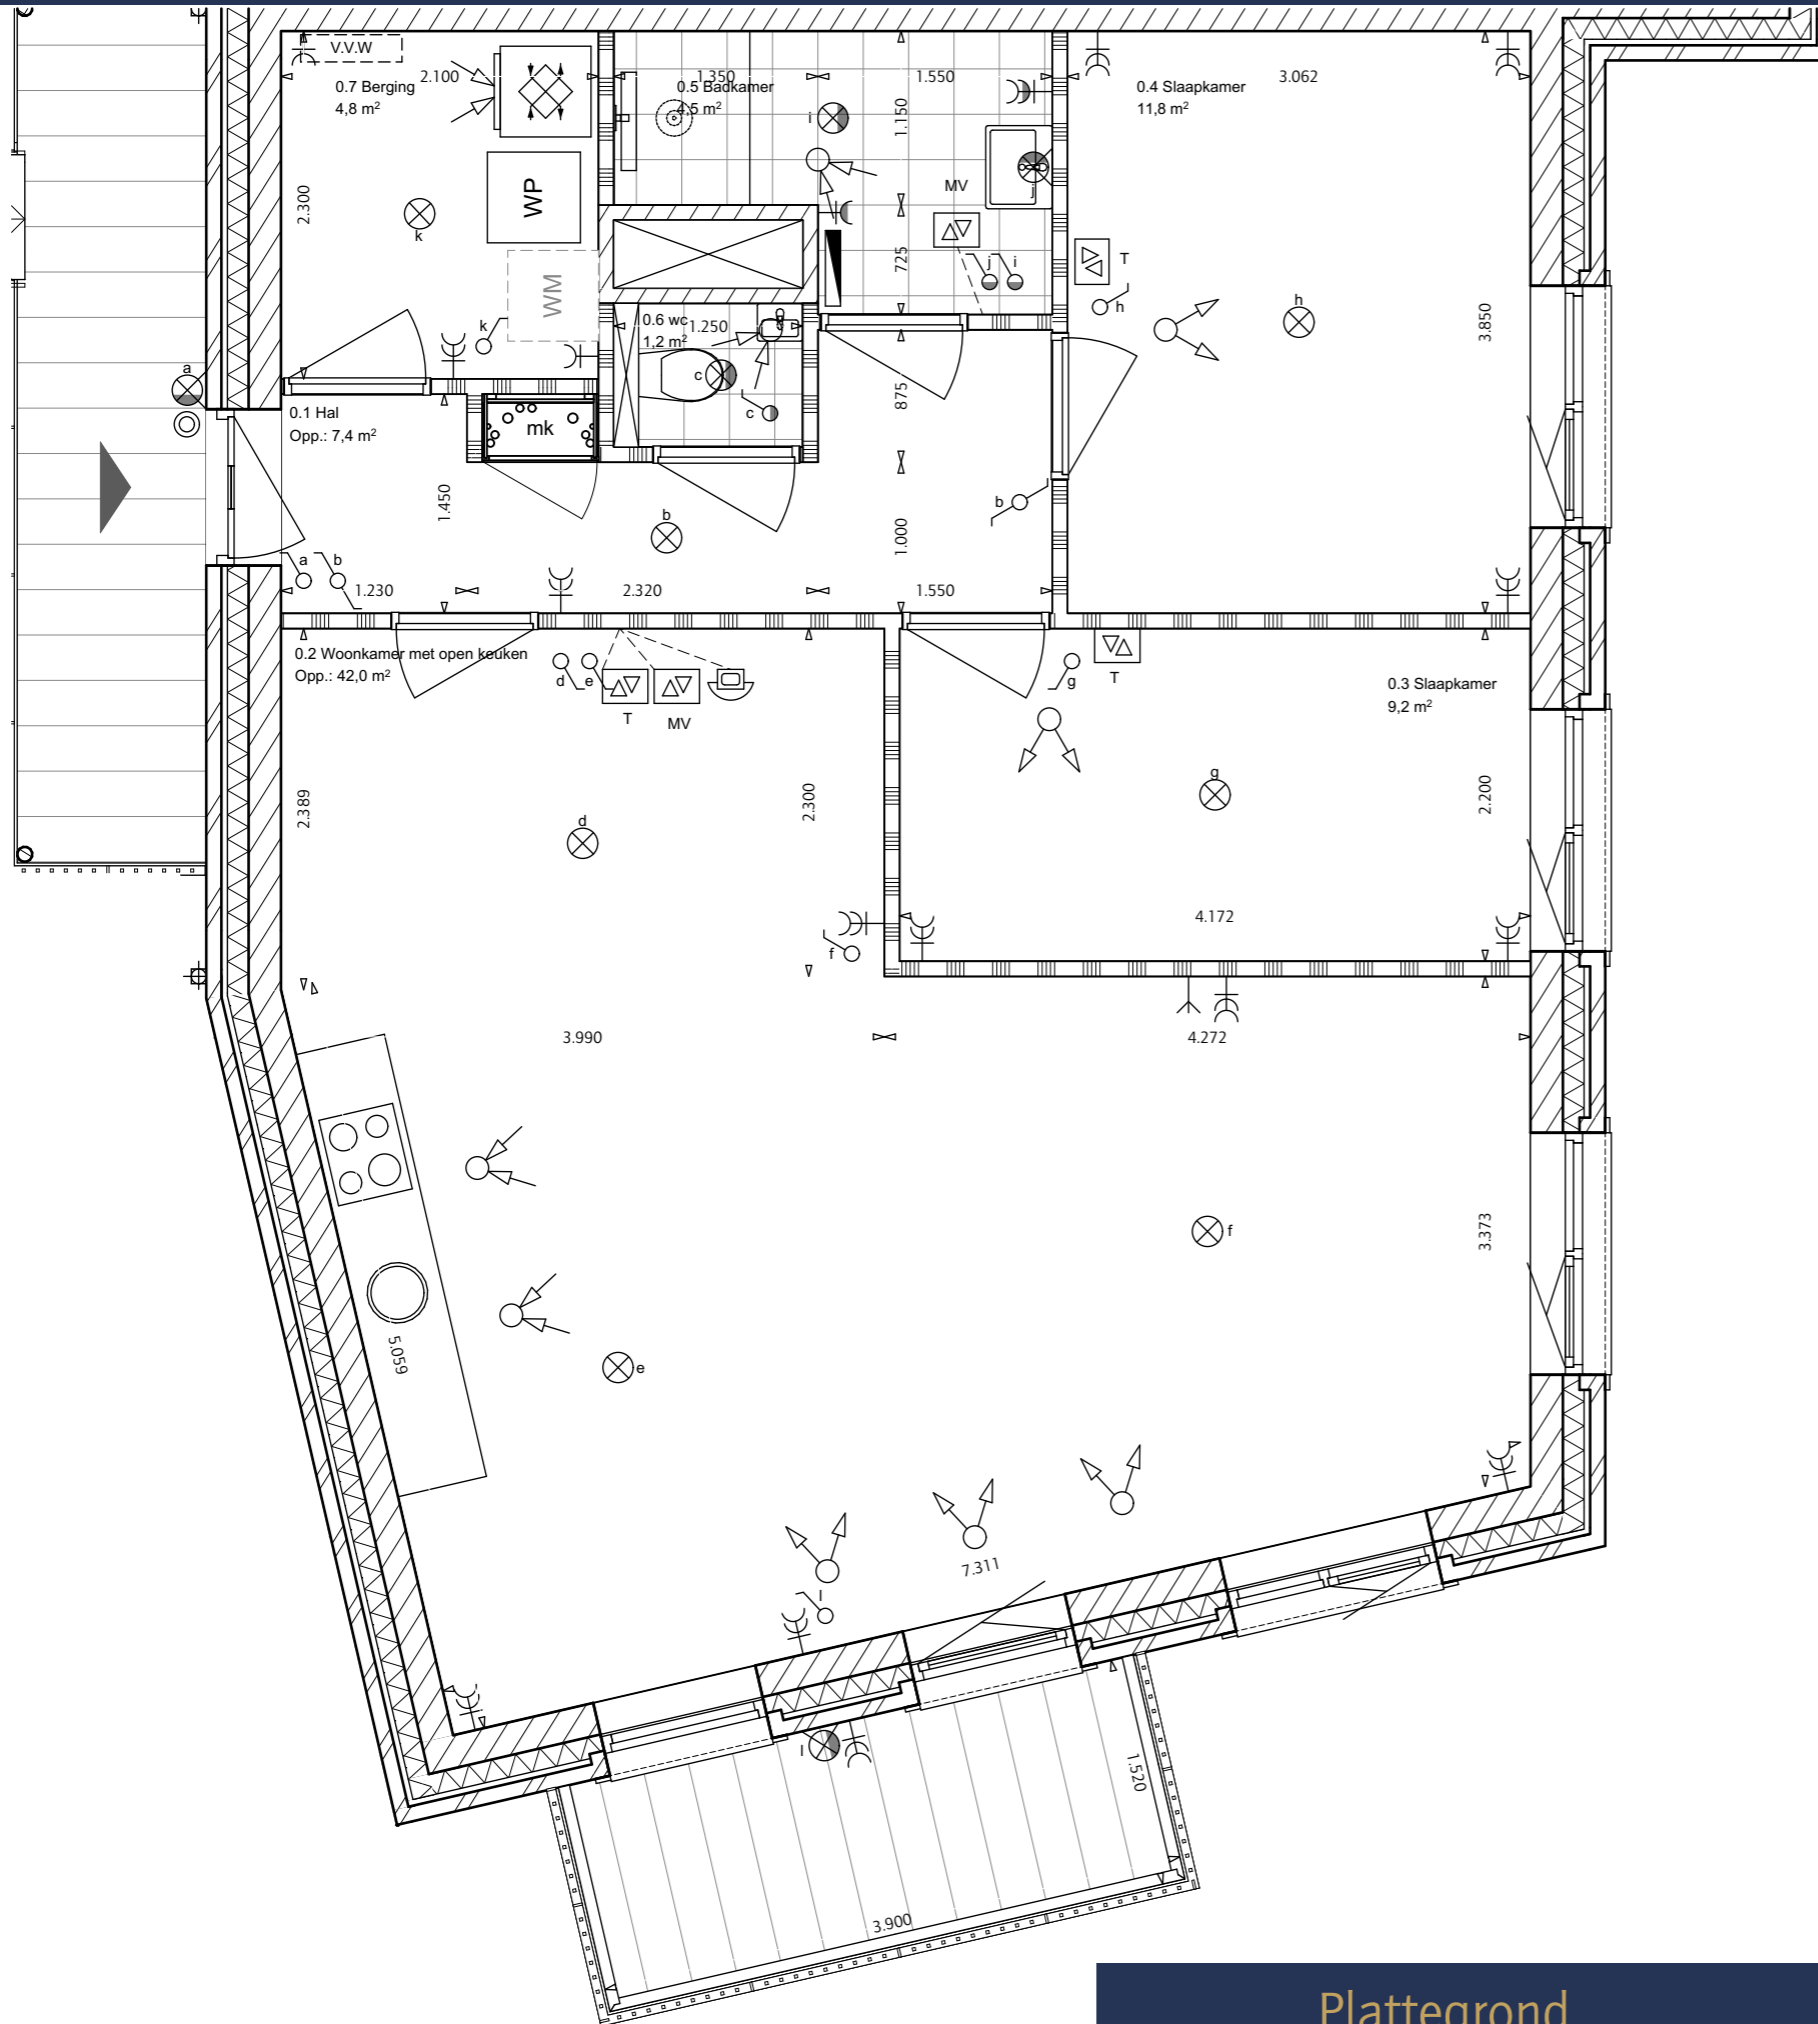 V.V.W
2.100
0.7 Berging
4,8 m²
1.350
0.5 Badkamer
4,5 m²
1.550
3.062
0.4 Slaapkamer
11,8 m²
i
1.150
2.300
WP
k
MV
j
725
j i
T
h
h
WM
k
0.6 wc
1,2 m²
1.250
3.850
a
c
875
c
0.1 Hal
Opp.: 7,4 m²
mk
1.450
b
b
1.000
a b
1.230
2.320
1.550
0.2 Woonkamer met open keuken
Opp.: 42,0 m²
d e
T
MV
g
T
0.3 Slaapkamer
9,2 m²
2.389
2.300
g
2.200
d
4.172
f
3.990
4.272
f
3.373
5.059
e
7.311
l
l
1.520
3.900
Plattegrond